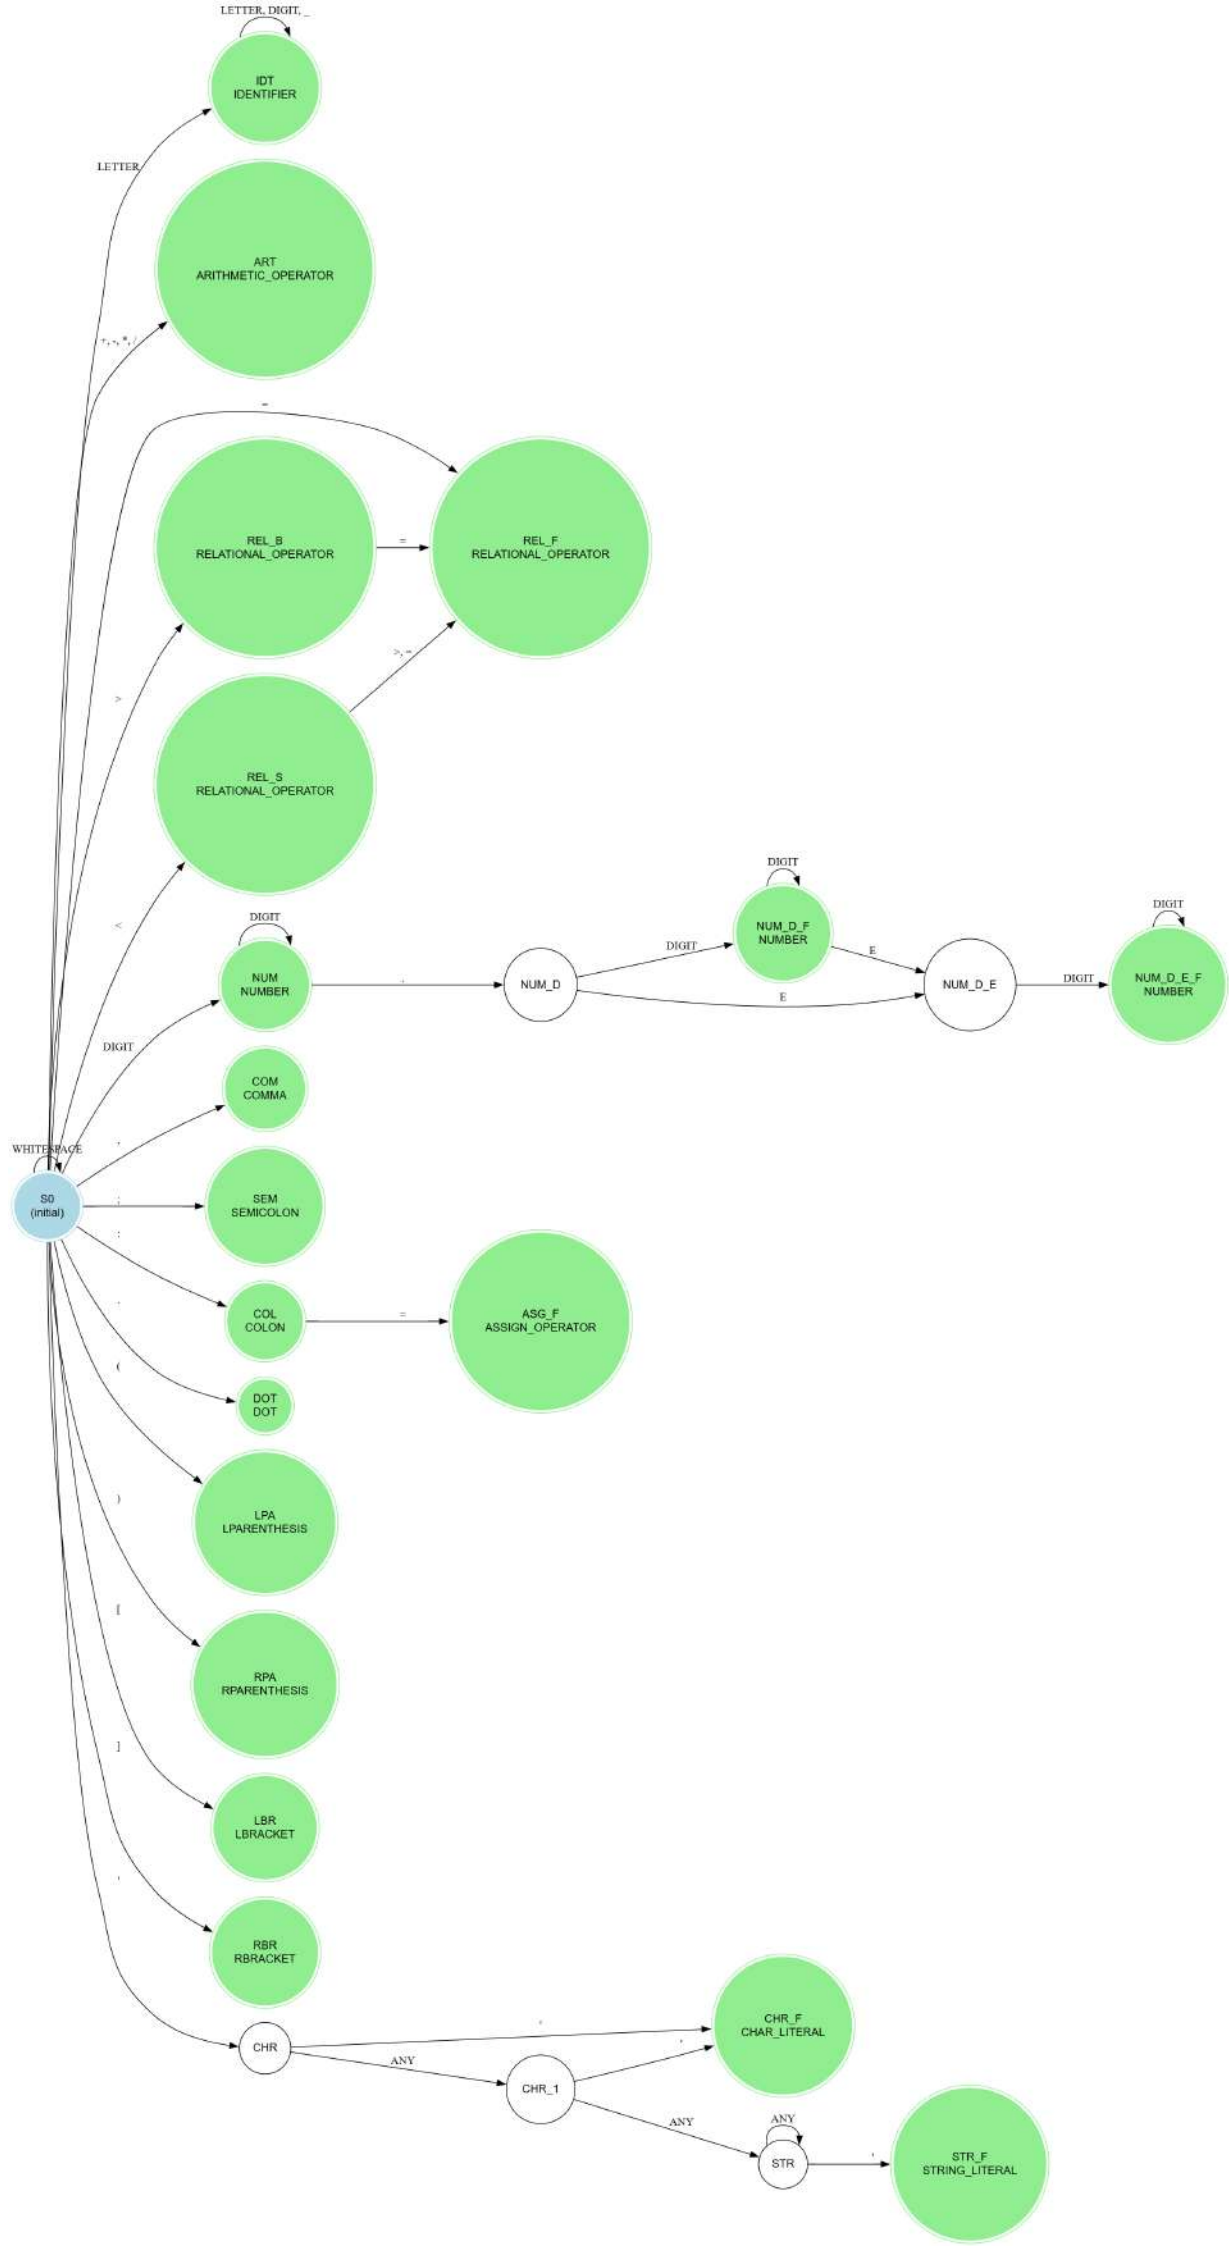 LETTER, DIGIT, _
IDT
IDENTIFIER
LETTER
ART
ARITHMETIC_OPERATOR
+, -, *, /
=
REL_B
RELATIONAL_OPERATOR
=
REL_F
RELATIONAL_OPERATOR
>, =
>
REL_S
RELATIONAL_OPERATOR
<
DIGIT
NUM
NUMBER
.
NUM_D
DIGIT
DIGIT
NUM_D_F
NUMBER
E
E
NUM_D_E
DIGIT
DIGIT
NUM_D_E_F
NUMBER
DIGIT
COM
COMMA
,
WHITESPACE
S0
(initial)
;
SEM
SEMICOLON
:
COL
COLON
=
ASG_F
ASSIGN_OPERATOR
.
DOT
DOT
(
LPA
LPARENTHESIS
)
RPA
RPARENTHESIS
[
LBR
LBRACKET
]
RBR
RBRACKET
'
CHR
'
CHR_F
CHAR_LITERAL
ANY
CHR_1
'
ANY
ANY
STR
'
STR_F
STRING_LITERAL